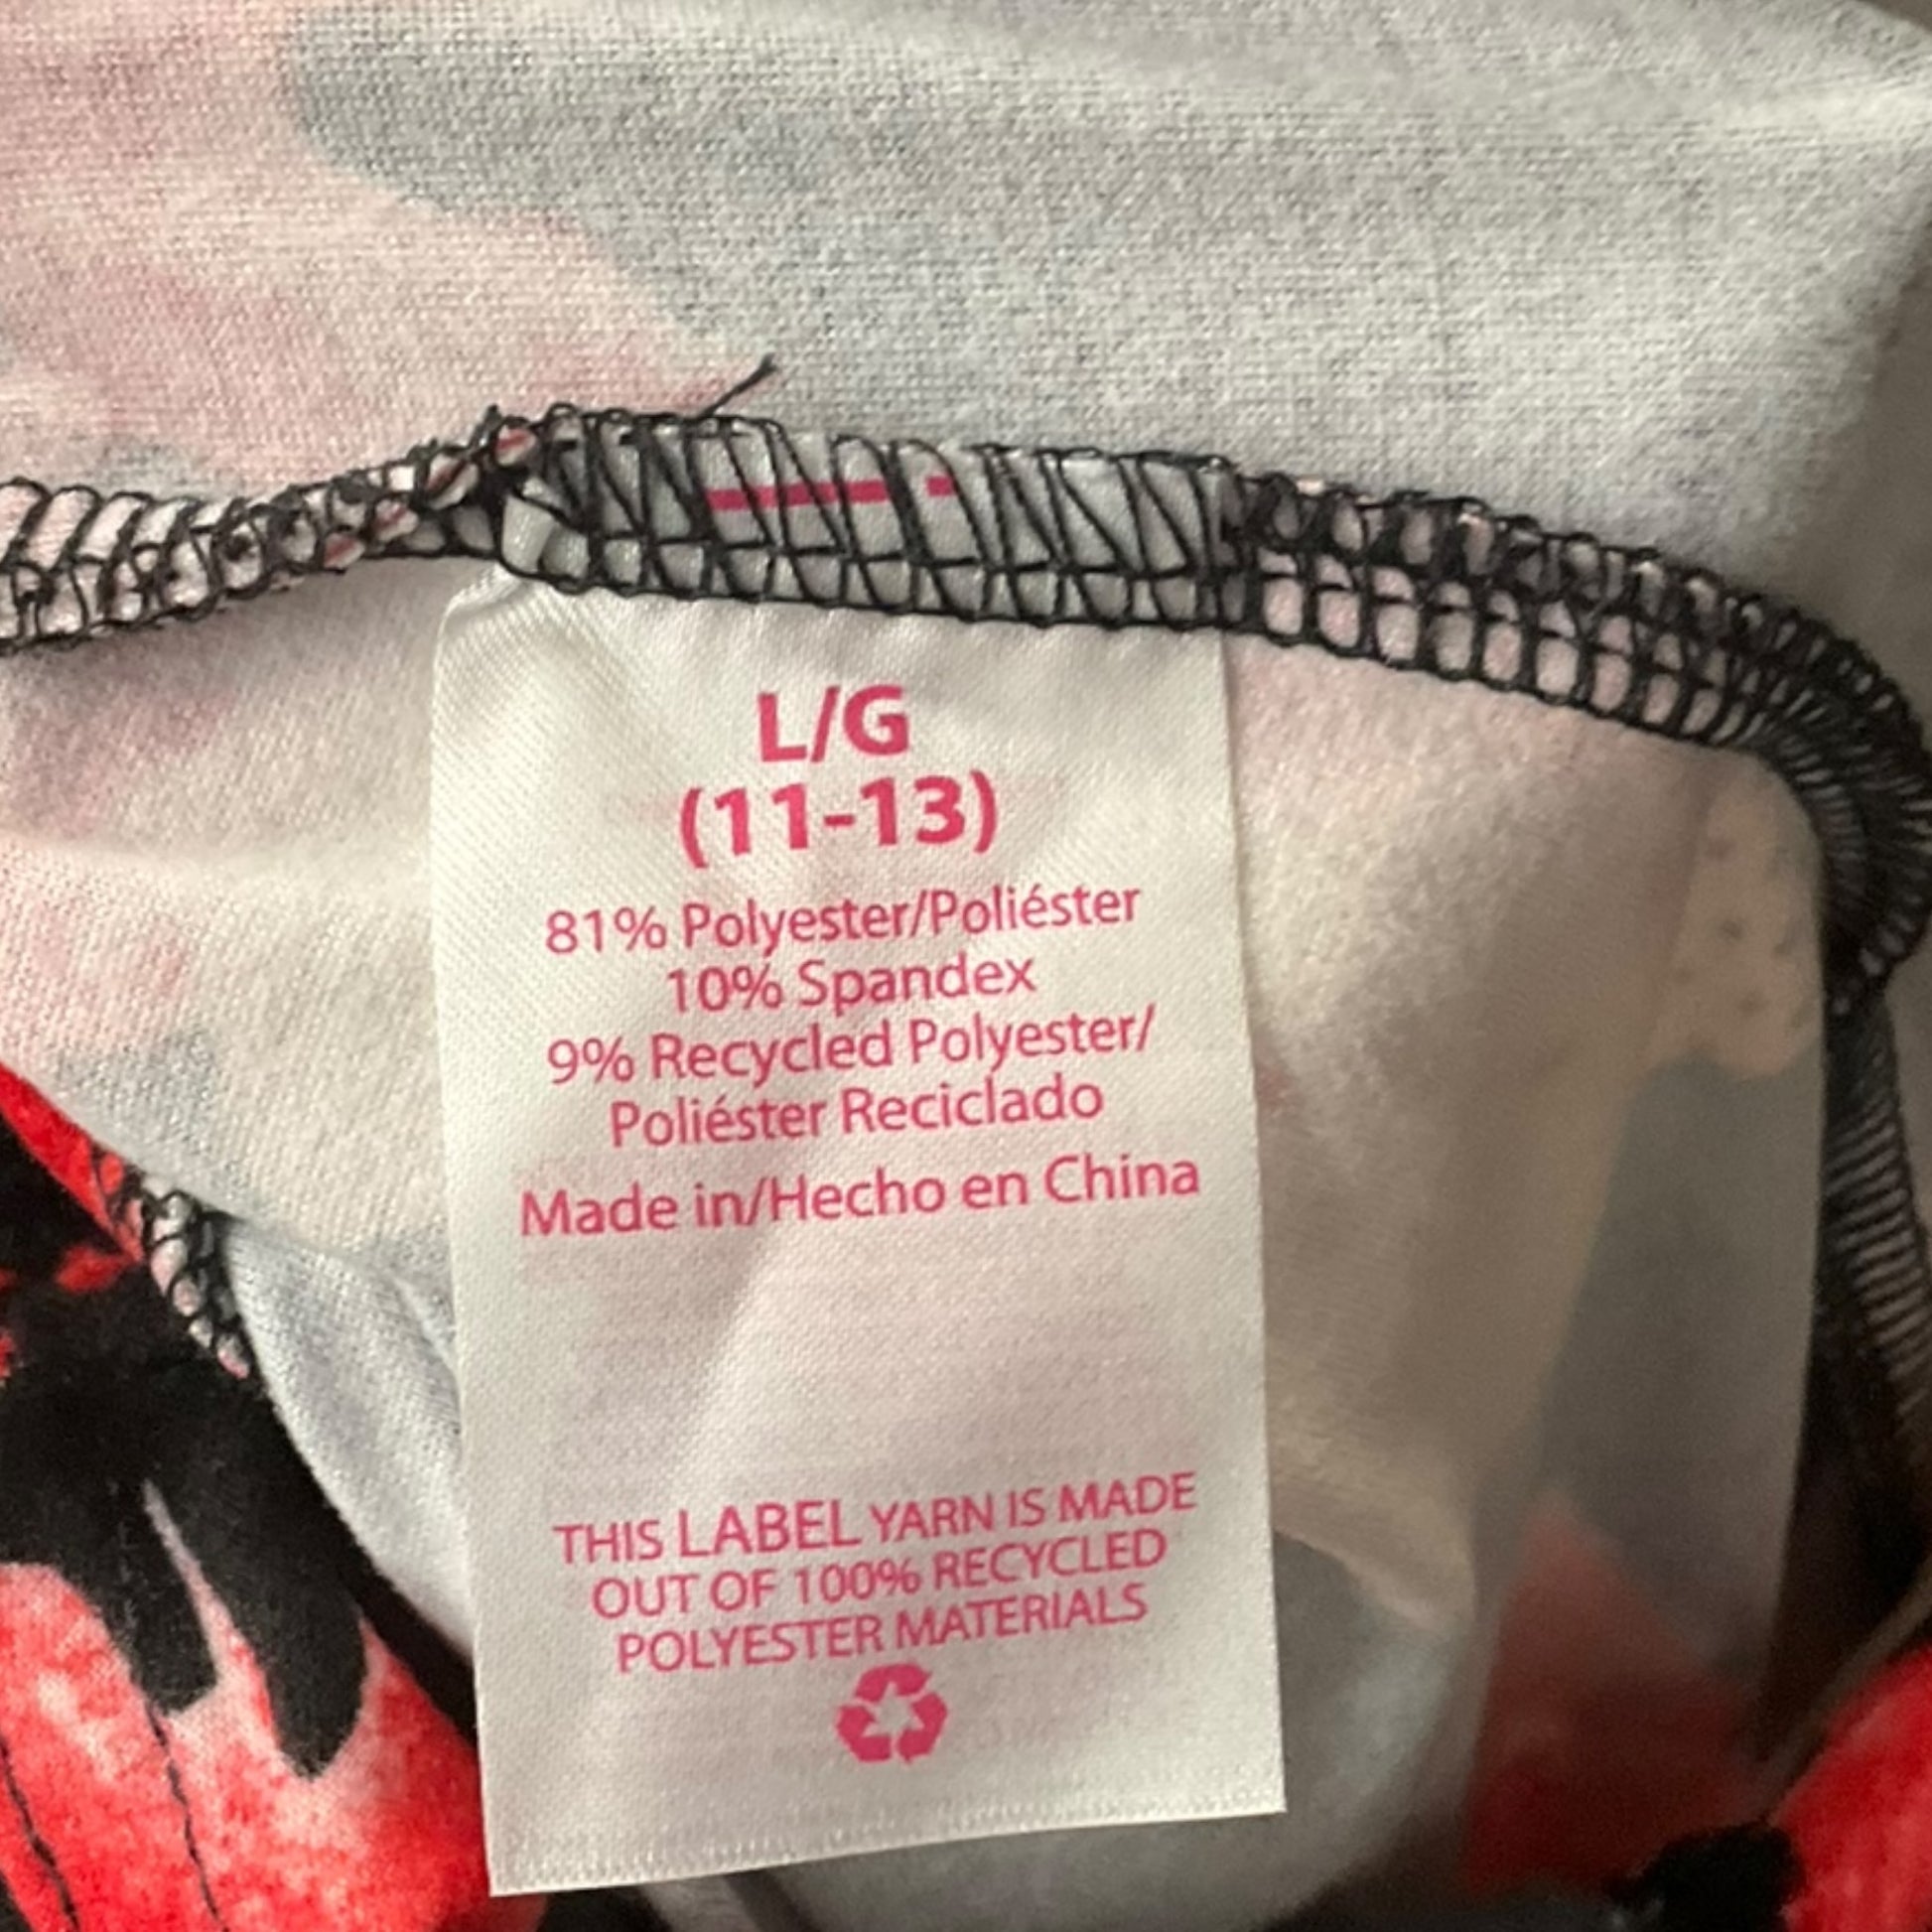 L/G
(11-13)
81% Polyester/Poliéster
10% Spandex
9% Recycled Polyester/
Poliéster Reciclado
Made in/Hecho en China
THIS LABEL YARN IS MADE
OUT OF 100% RECYCLED
POLYESTER MATERIALS